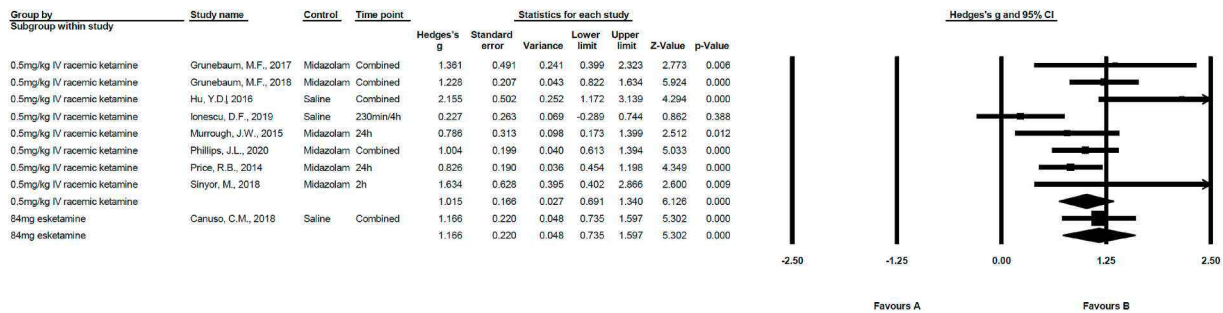 Group by Study name Control Time point Statistics for each study Hedges's g and 95% CI
Subgroup within study
Hedges's g Standard error Variance Lower limit Upper limit Z-Value p-Value
0.5mg/kg IV racemic ketamine Grunebaum, M.F., 2017 Midazolam Combined 1.361 0.491 0.241 0.399 2.323 2.773 0.006
0.5mg/kg IV racemic ketamine Grunebaum, M.F., 2018 Midazolam Combined 1.228 0.207 0.043 0.822 1.634 5.924 0.000
0.5mg/kg IV racemic ketamine Hu, Y.D., 2016 Saline Combined 2.155 0.502 0.252 1.172 3.139 4.294 0.000
0.5mg/kg IV racemic ketamine Ionescu, D.F., 2019 Saline 230min/4h 0.227 0.263 0.069 -0.289 0.744 0.862 0.388
0.5mg/kg IV racemic ketamine Murrough, J.W., 2015 Midazolam 24h 0.786 0.313 0.098 0.173 1.399 2.512 0.012
0.5mg/kg IV racemic ketamine Phillips, J.L., 2020 Midazolam Combined 1.004 0.199 0.040 0.613 1.394 5.033 0.000
0.5mg/kg IV racemic ketamine Price, R.B., 2014 Midazolam 24h 0.826 0.190 0.036 0.454 1.198 4.349 0.000
0.5mg/kg IV racemic ketamine Sinyor, M., 2018 Midazolam 2h 1.634 0.628 0.395 0.402 2.866 2.600 0.009
0.5mg/kg IV racemic ketamine 1.015 0.166 0.027 0.691 1.340 6.126 0.000
84mg esketamine Canuso, C.M., 2018 Saline Combined 1.166 0.220 0.048 0.735 1.597 5.302 0.000
84mg esketamine 1.166 0.220 0.048 0.735 1.597 5.302 0.000
-2.50 -1.25 0.00 1.25 2.50
Favours A Favours B